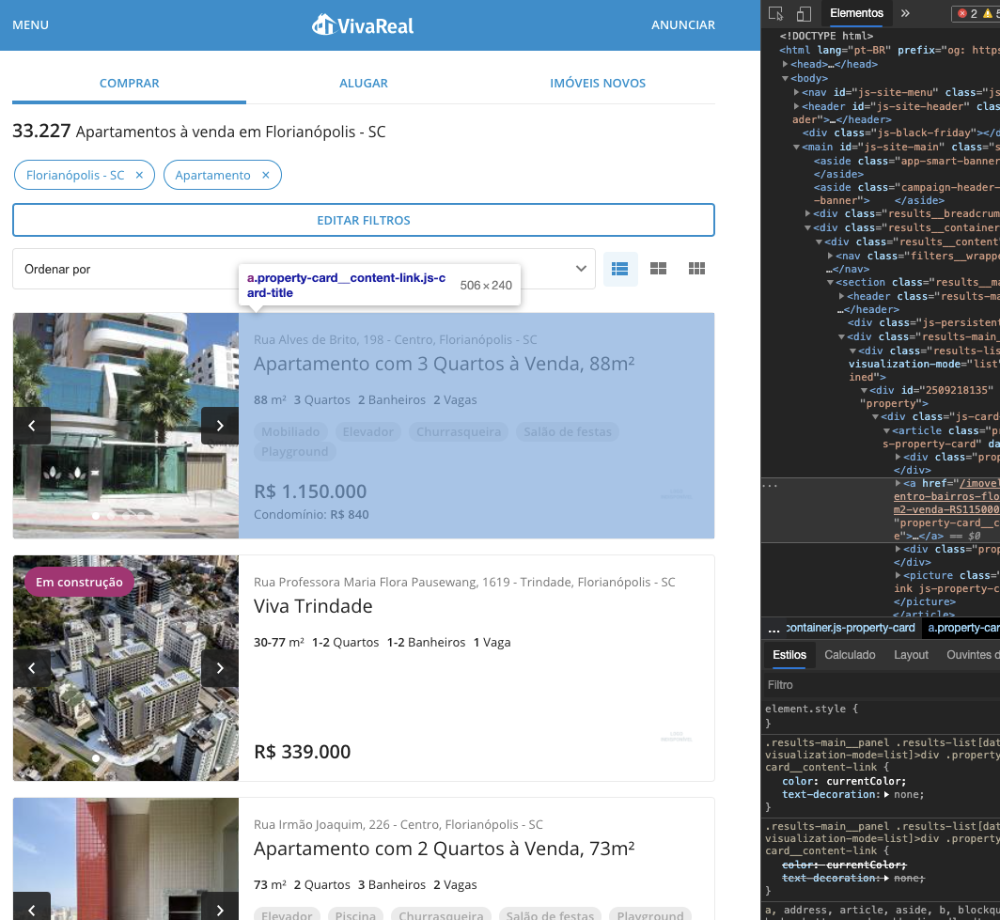 MENU
VivaReal
ANUNCIAR
COMPRAR
ALUGAR
IMÓVEIS NOVOS
33.227 Apartamentos à venda em Florianópolis - SC
Florianópolis - SC ×
Apartamento ×
EDITAR FILTROS
Ordenar por
a.property-card__content-link.js-c
ard-title
506 × 240
Rua Alves de Brito, 198 - Centro, Florianópolis - SC
Apartamento com 3 Quartos à Venda, 88m²
88 m² 3 Quartos 2 Banheiros 2 Vagas
Mobiliado Elevador Churrasqueira Salão de festas
Playground
R$ 1.150.000
Condomínio: R$ 840
Em construção
Rua Professora Maria Flora Pausewang, 1619 - Trindade, Florianópolis - SC
Viva Trindade
30-77 m² 1-2 Quartos 1-2 Banheiros 1 Vaga
R$ 339.000
Rua Irmão Joaquim, 226 - Centro, Florianópolis - SC
Apartamento com 2 Quartos à Venda, 73m²
73 m² 2 Quartos 3 Banheiros 2 Vagas
Elevador Piscina Churrasqueira Salão de festas Playground
Elementos » 2 5
<!DOCTYPE html>
<html lang="pt-BR" prefix="og: https
<head>…</head>
<body>
<nav id="js-site-menu" class="js
<header id="js-site-header" clas
ader">…</header>
<div class="js-black-friday"></d
<main id="js-site-main" class="s
<aside class="app-smart-banner
</aside>
<aside class="campaign-header-
-banner"> </aside>
<div class="results__breadcrum
<div class="results__container
<div class="results__content
<nav class="filters__wrappe
…</nav>
<section class="results__ma
<header class="results-ma
…</header>
<div class="js-persistent
<div class="results-main_
<div class="results-lis
visualization-mode="list"
ined">
<div id="2509218135"
"property">
<div class="js-card-
<article class="pr
s-property-card" da
<div class="prop
</div>
... <a href="/imovel
entro-bairros-flo
m2-venda-RS115000
"property-card__c
e">…</a> == $0
<div class="prop
</div>
<picture class="
ink js-property-c
</picture>
</article>
... container.js-property-card a.property-car
Estilos Calculado Layout Ouvintes d
Filtro
element.style {
}
.results-main__panel .results-list[dat
visualization-mode=list]>div .property
card__content-link {
color: currentColor;
text-decoration: none;
}
.results-main__panel .results-list[dat
visualization-mode=list]>div .property
card__content-link {
color: currentColor;
text-decoration: none;
}
a, address, article, aside, b, blocko